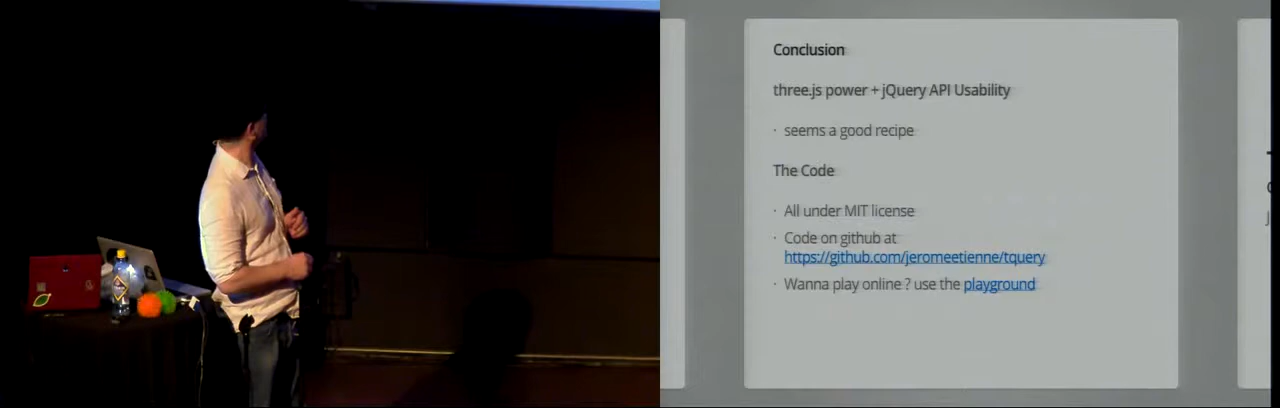 Conclusion
three.js power + jQuery API Usability
· seems a good recipe
The Code
· All under MIT license
· Code on github at
https://github.com/jeromeetienne/tquery
· Wanna play online ? use the playground